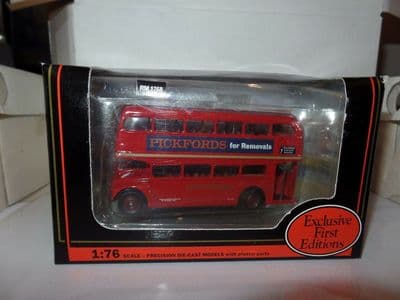 PICKFORDS for Removals
Exclusive
First
Editions
1:76 SCALE - PRECISION DIE-CAST MODELS with plastic parts